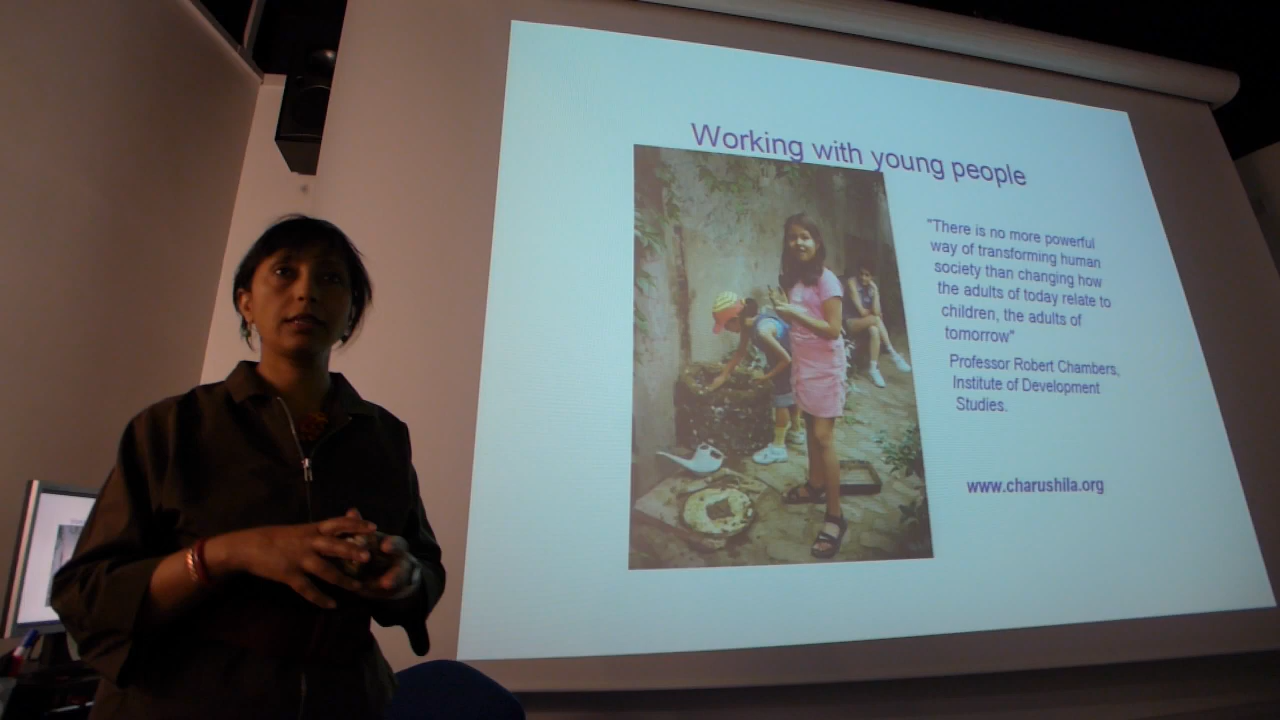 Working with young people
"There is no more powerful
way of transforming human
society than changing how
the adults of today relate to
children, the adults of
tomorrow"
Professor Robert Chambers,
Institute of Development
Studies.
www.charushila.org